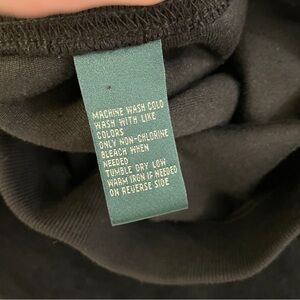 MACHINE WASH COLD
WASH WITH LIKE
COLORS
ONLY NON-CHLORINE
BLEACH WHEN
NEEDED
TUMBLE DRY LOW
WARM IRON IF NEEDED
ON REVERSE SIDE